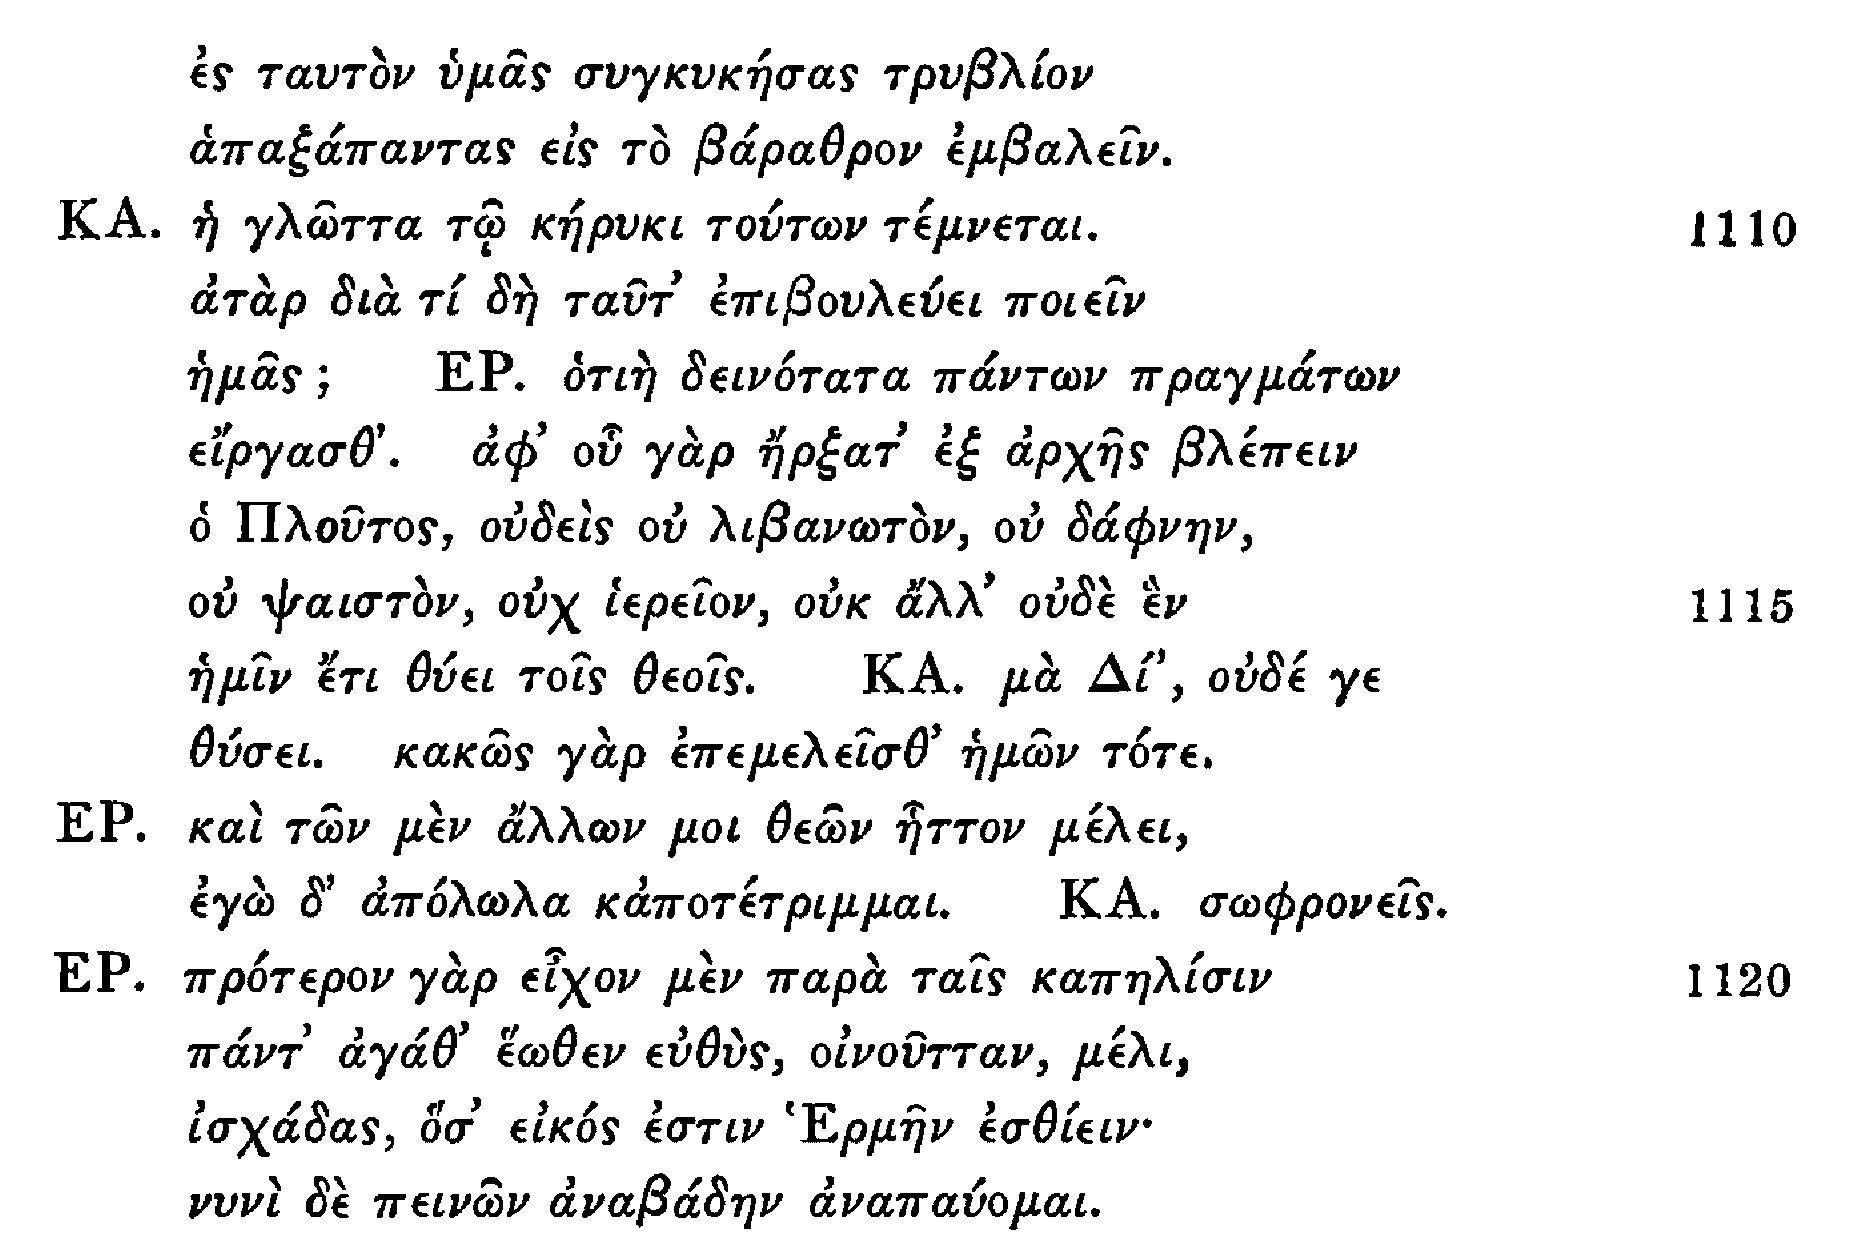 ἐς ταυτὸν ὑμᾶς συγκυκήσας τρυβλίον
ἁπαξάπαντας εἰς τὸ βάραθρον ἐμβαλεῖν.
ΚΑ. ἡ γλῶττα τῷ κήρυκι τούτων τέμνεται. 1110
ἀτὰρ διὰ τί δὴ ταῦτ’ ἐπιβουλεύει ποιεῖν
ἡμᾶς; ΕΡ. ὁτιὴ δεινότατα πάντων πραγμάτων
εἴργασθ’. ἀφ’ οὗ γὰρ ἤρξατ’ ἐξ ἀρχῆς βλέπειν
ὁ Πλοῦτος, οὐδεὶς οὐ λιβανωτὸν, οὐ δάφνην,
οὐ ψαιστὸν, οὐχ ἱερεῖον, οὐκ ἄλλ’ οὐδὲ ἓν 1115
ἡμῖν ἔτι θύει τοῖς θεοῖς. ΚΑ. μὰ Δί’, οὐδέ γε
θύσει. κακῶς γὰρ ἐπεμελεῖσθ’ ἡμῶν τότε.
ΕΡ. καὶ τῶν μὲν ἄλλων μοι θεῶν ἧττον μέλει,
ἐγὼ δ’ ἀπόλωλα κἀποτέτριμμαι. ΚΑ. σωφρονεῖς.
ΕΡ. πρότερον γὰρ εἶχον μὲν παρὰ ταῖς καπηλίσιν 1120
πάντ’ ἀγάθ’ ἕωθεν εὐθὺς, οἰνοῦτταν, μέλι,
ἰσχάδας, ὅσ’ εἰκός ἐστιν Ἑρμῆν ἐσθίειν·
νυνὶ δὲ πεινῶν ἀναβάδην ἀναπαύομαι.